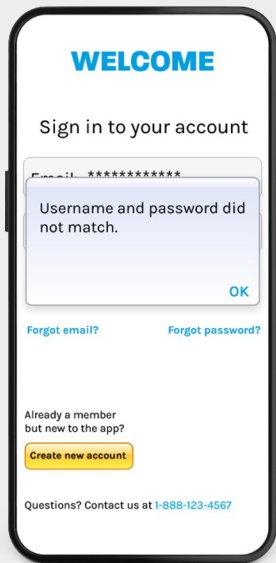 WELCOME
Sign in to your account
Email: ************
Username and password did
not match.
OK
Forgot email?
Forgot password?
Already a member
but new to the app?
Create new account
Questions? Contact us at 1-888-123-4567